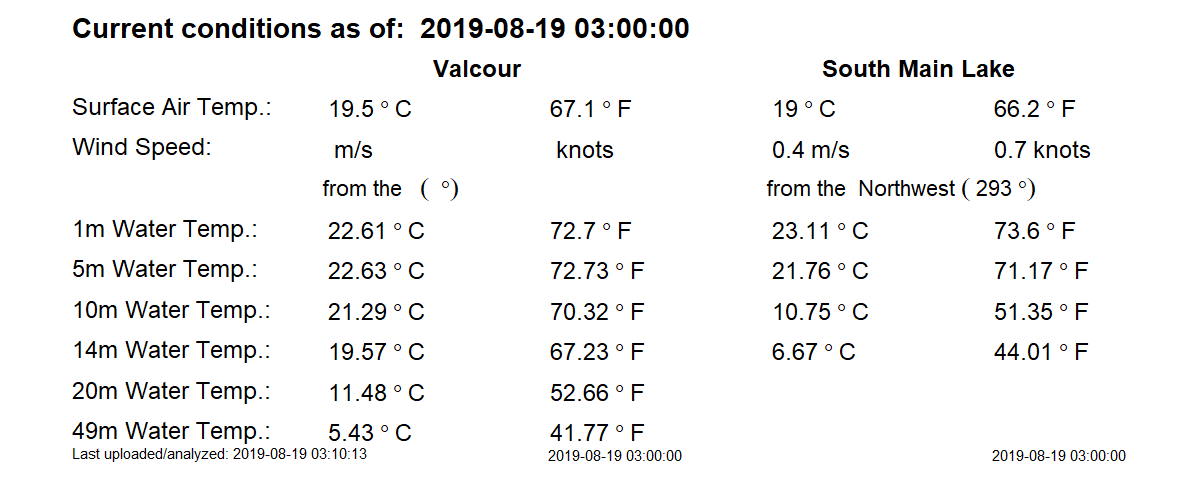 Current conditions as of: 2019-08-19 03:00:00
Valcour South Main Lake
Surface Air Temp.: 19.5 ° C 67.1 ° F 19 ° C 66.2 ° F
Wind Speed: m/s knots 0.4 m/s 0.7 knots
from the ( °) from the Northwest ( 293 °)
1m Water Temp.: 22.61 ° C 72.7 ° F 23.11 ° C 73.6 ° F
5m Water Temp.: 22.63 ° C 72.73 ° F 21.76 ° C 71.17 ° F
10m Water Temp.: 21.29 ° C 70.32 ° F 10.75 ° C 51.35 ° F
14m Water Temp.: 19.57 ° C 67.23 ° F 6.67 ° C 44.01 ° F
20m Water Temp.: 11.48 ° C 52.66 ° F
49m Water Temp.: 5.43 ° C 41.77 ° F
Last uploaded/analyzed: 2019-08-19 03:10:13 2019-08-19 03:00:00 2019-08-19 03:00:00